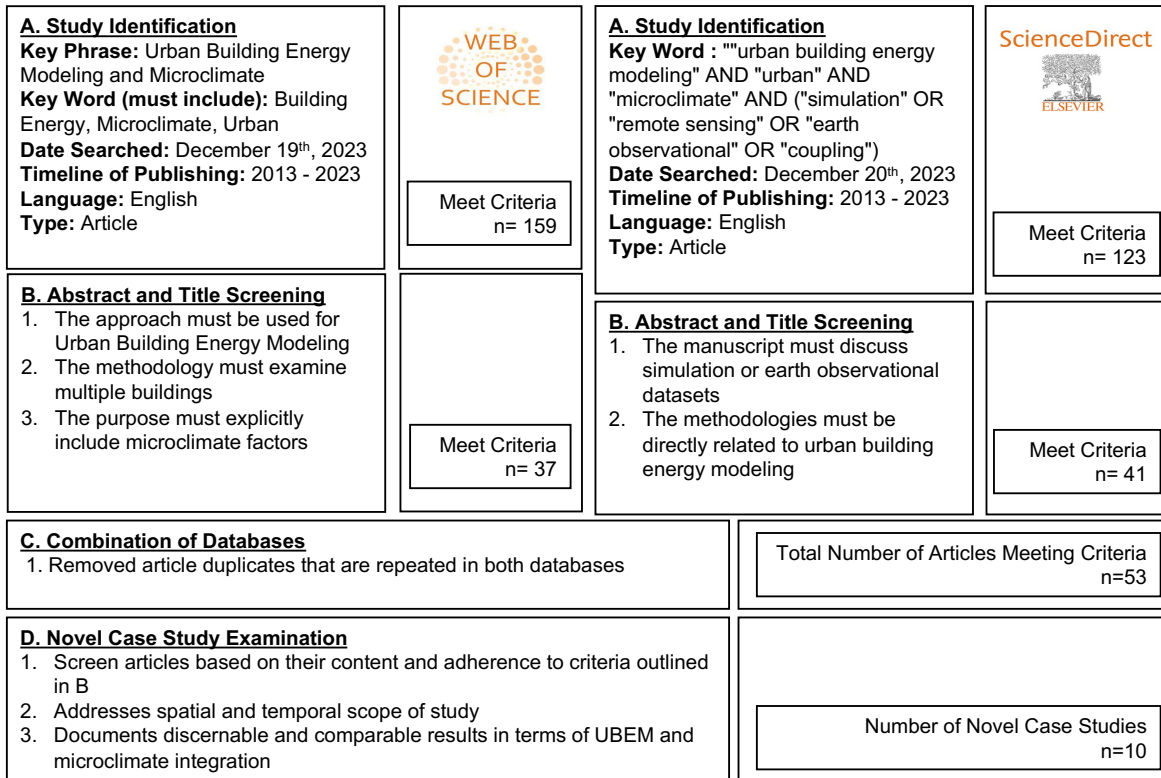 A. Study Identification
Key Phrase: Urban Building Energy
Modeling and Microclimate
Key Word (must include): Building
Energy, Microclimate, Urban
Date Searched: December 19th, 2023
Timeline of Publishing: 2013 - 2023
Language: English
Type: Article
WEB
OF
SCIENCE
Meet Criteria
n= 159
A. Study Identification
Key Word : ""urban building energy
modeling" AND "urban" AND
"microclimate" AND ("simulation" OR
"remote sensing" OR "earth
observational" OR "coupling")
Date Searched: December 20th, 2023
Timeline of Publishing: 2013 - 2023
Language: English
Type: Article
ScienceDirect
ELSEVIER
Meet Criteria
n= 123
B. Abstract and Title Screening
1. The approach must be used for
Urban Building Energy Modeling
2. The methodology must examine
multiple buildings
3. The purpose must explicitly
include microclimate factors
Meet Criteria
n= 37
B. Abstract and Title Screening
1. The manuscript must discuss
simulation or earth observational
datasets
2. The methodologies must be
directly related to urban building
energy modeling
Meet Criteria
n= 41
C. Combination of Databases
1. Removed article duplicates that are repeated in both databases
Total Number of Articles Meeting Criteria
n=53
D. Novel Case Study Examination
1. Screen articles based on their content and adherence to criteria outlined
in B
2. Addresses spatial and temporal scope of study
3. Documents discernable and comparable results in terms of UBEM and
microclimate integration
Number of Novel Case Studies
n=10